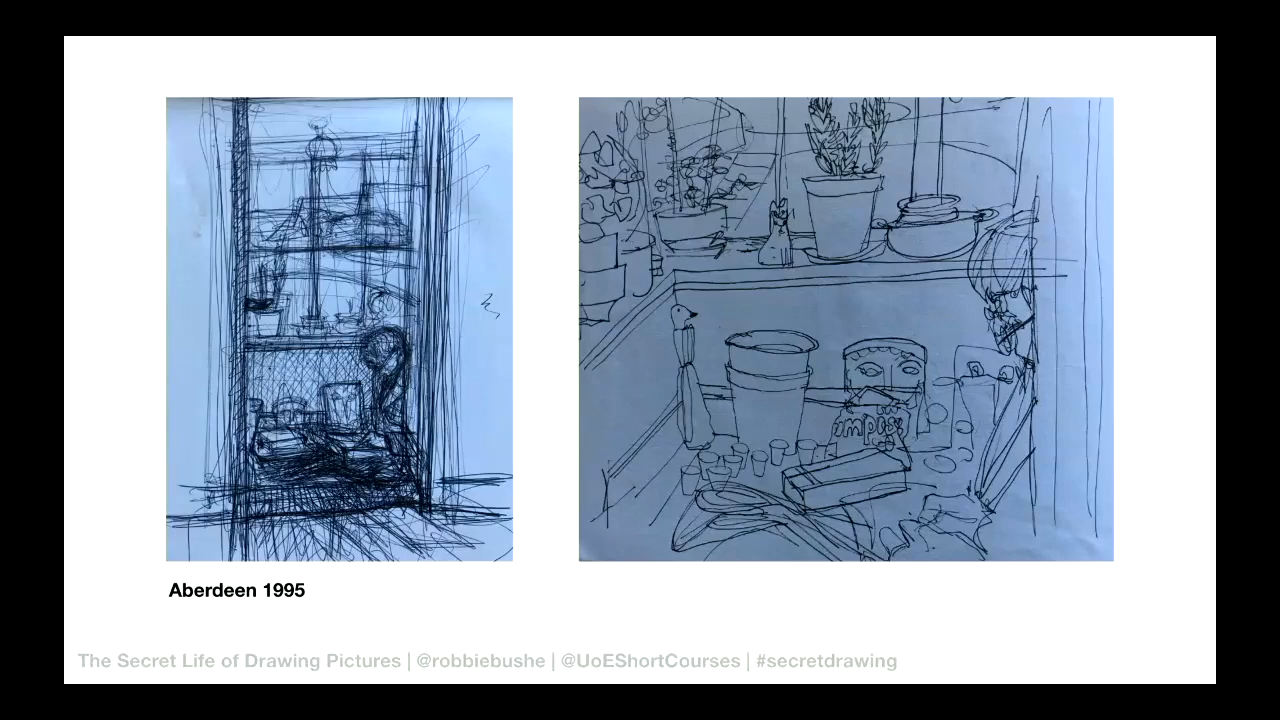 Aberdeen 1995
The Secret Life of Drawing Pictures | @robbiebushe | @UoEShortCourses | #secretdrawing